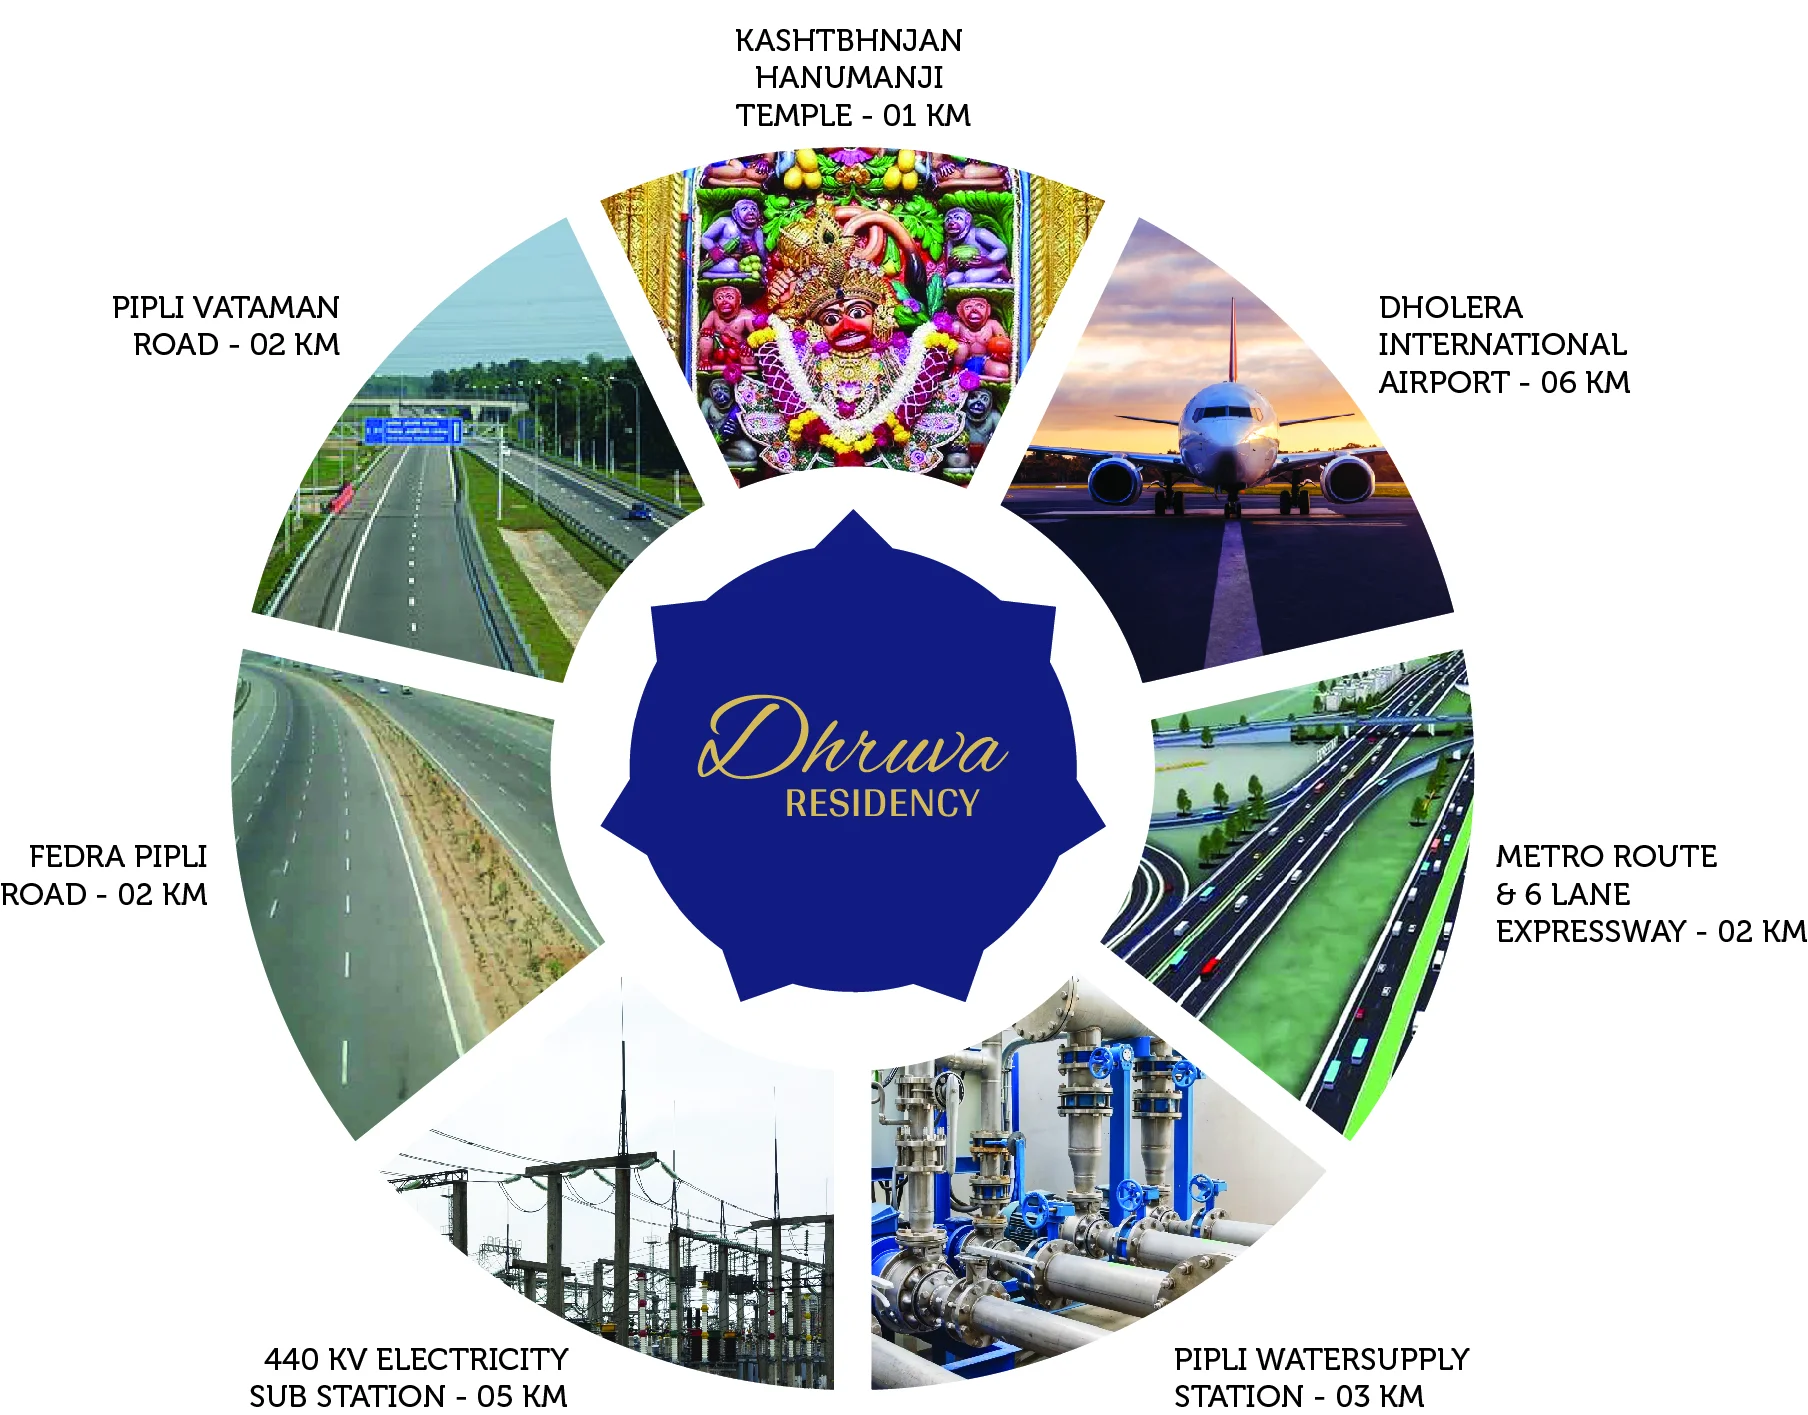 KASHTBHNJAN
HANUMANJI
TEMPLE - 01 KM
DHOLERA
INTERNATIONAL
AIRPORT - 06 KM
METRO ROUTE
& 6 LANE
EXPRESSWAY - 02 KM
PIPLI WATERSUPPLY
STATION - 03 KM
440 KV ELECTRICITY
SUB STATION - 05 KM
FEDRA PIPLI
ROAD - 02 KM
PIPLI VATAMAN
ROAD - 02 KM
Dhruva
RESIDENCY